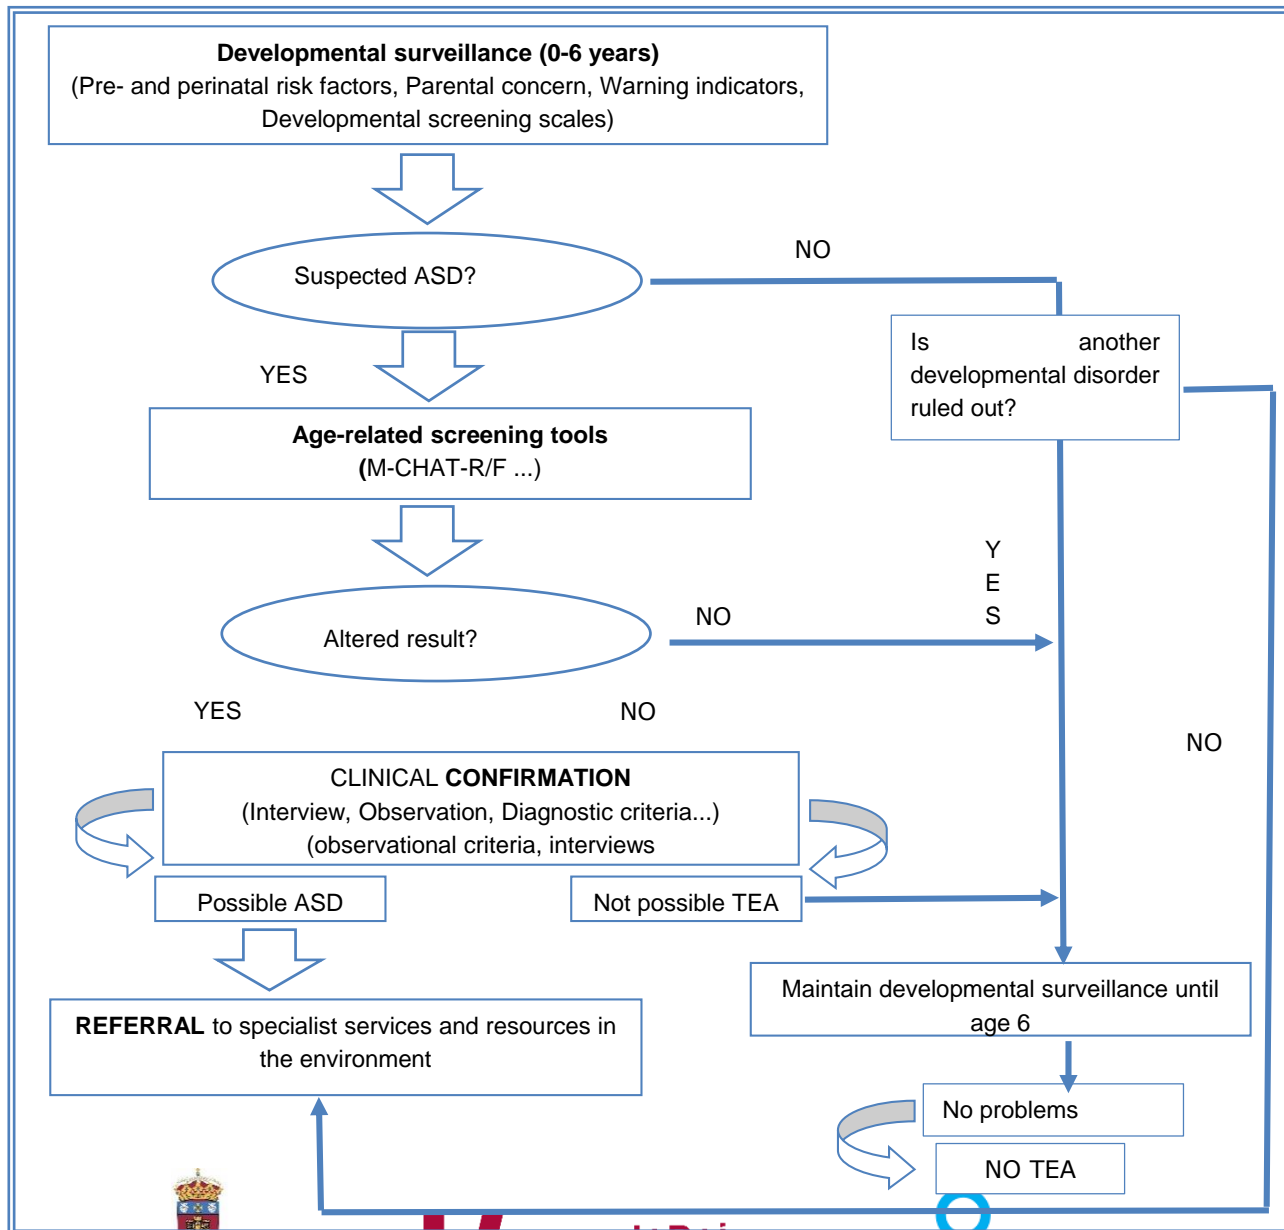 Developmental surveillance (0-6 years)
(Pre- and perinatal risk factors, Parental concern, Warning indicators,
Developmental screening scales)
NO
Suspected ASD?
Is another
developmental disorder
ruled out?
YES
Age-related screening tools
(M-CHAT-R/F ...)
Y
E
S
NO
Altered result?
YES
NO
NO
CLINICAL CONFIRMATION
(Interview, Observation, Diagnostic criteria...)
(observational criteria, interviews
Possible ASD
Not possible TEA
Maintain developmental surveillance until
age 6
REFERRAL to specialist services and resources in
the environment
No problems
NO TEA